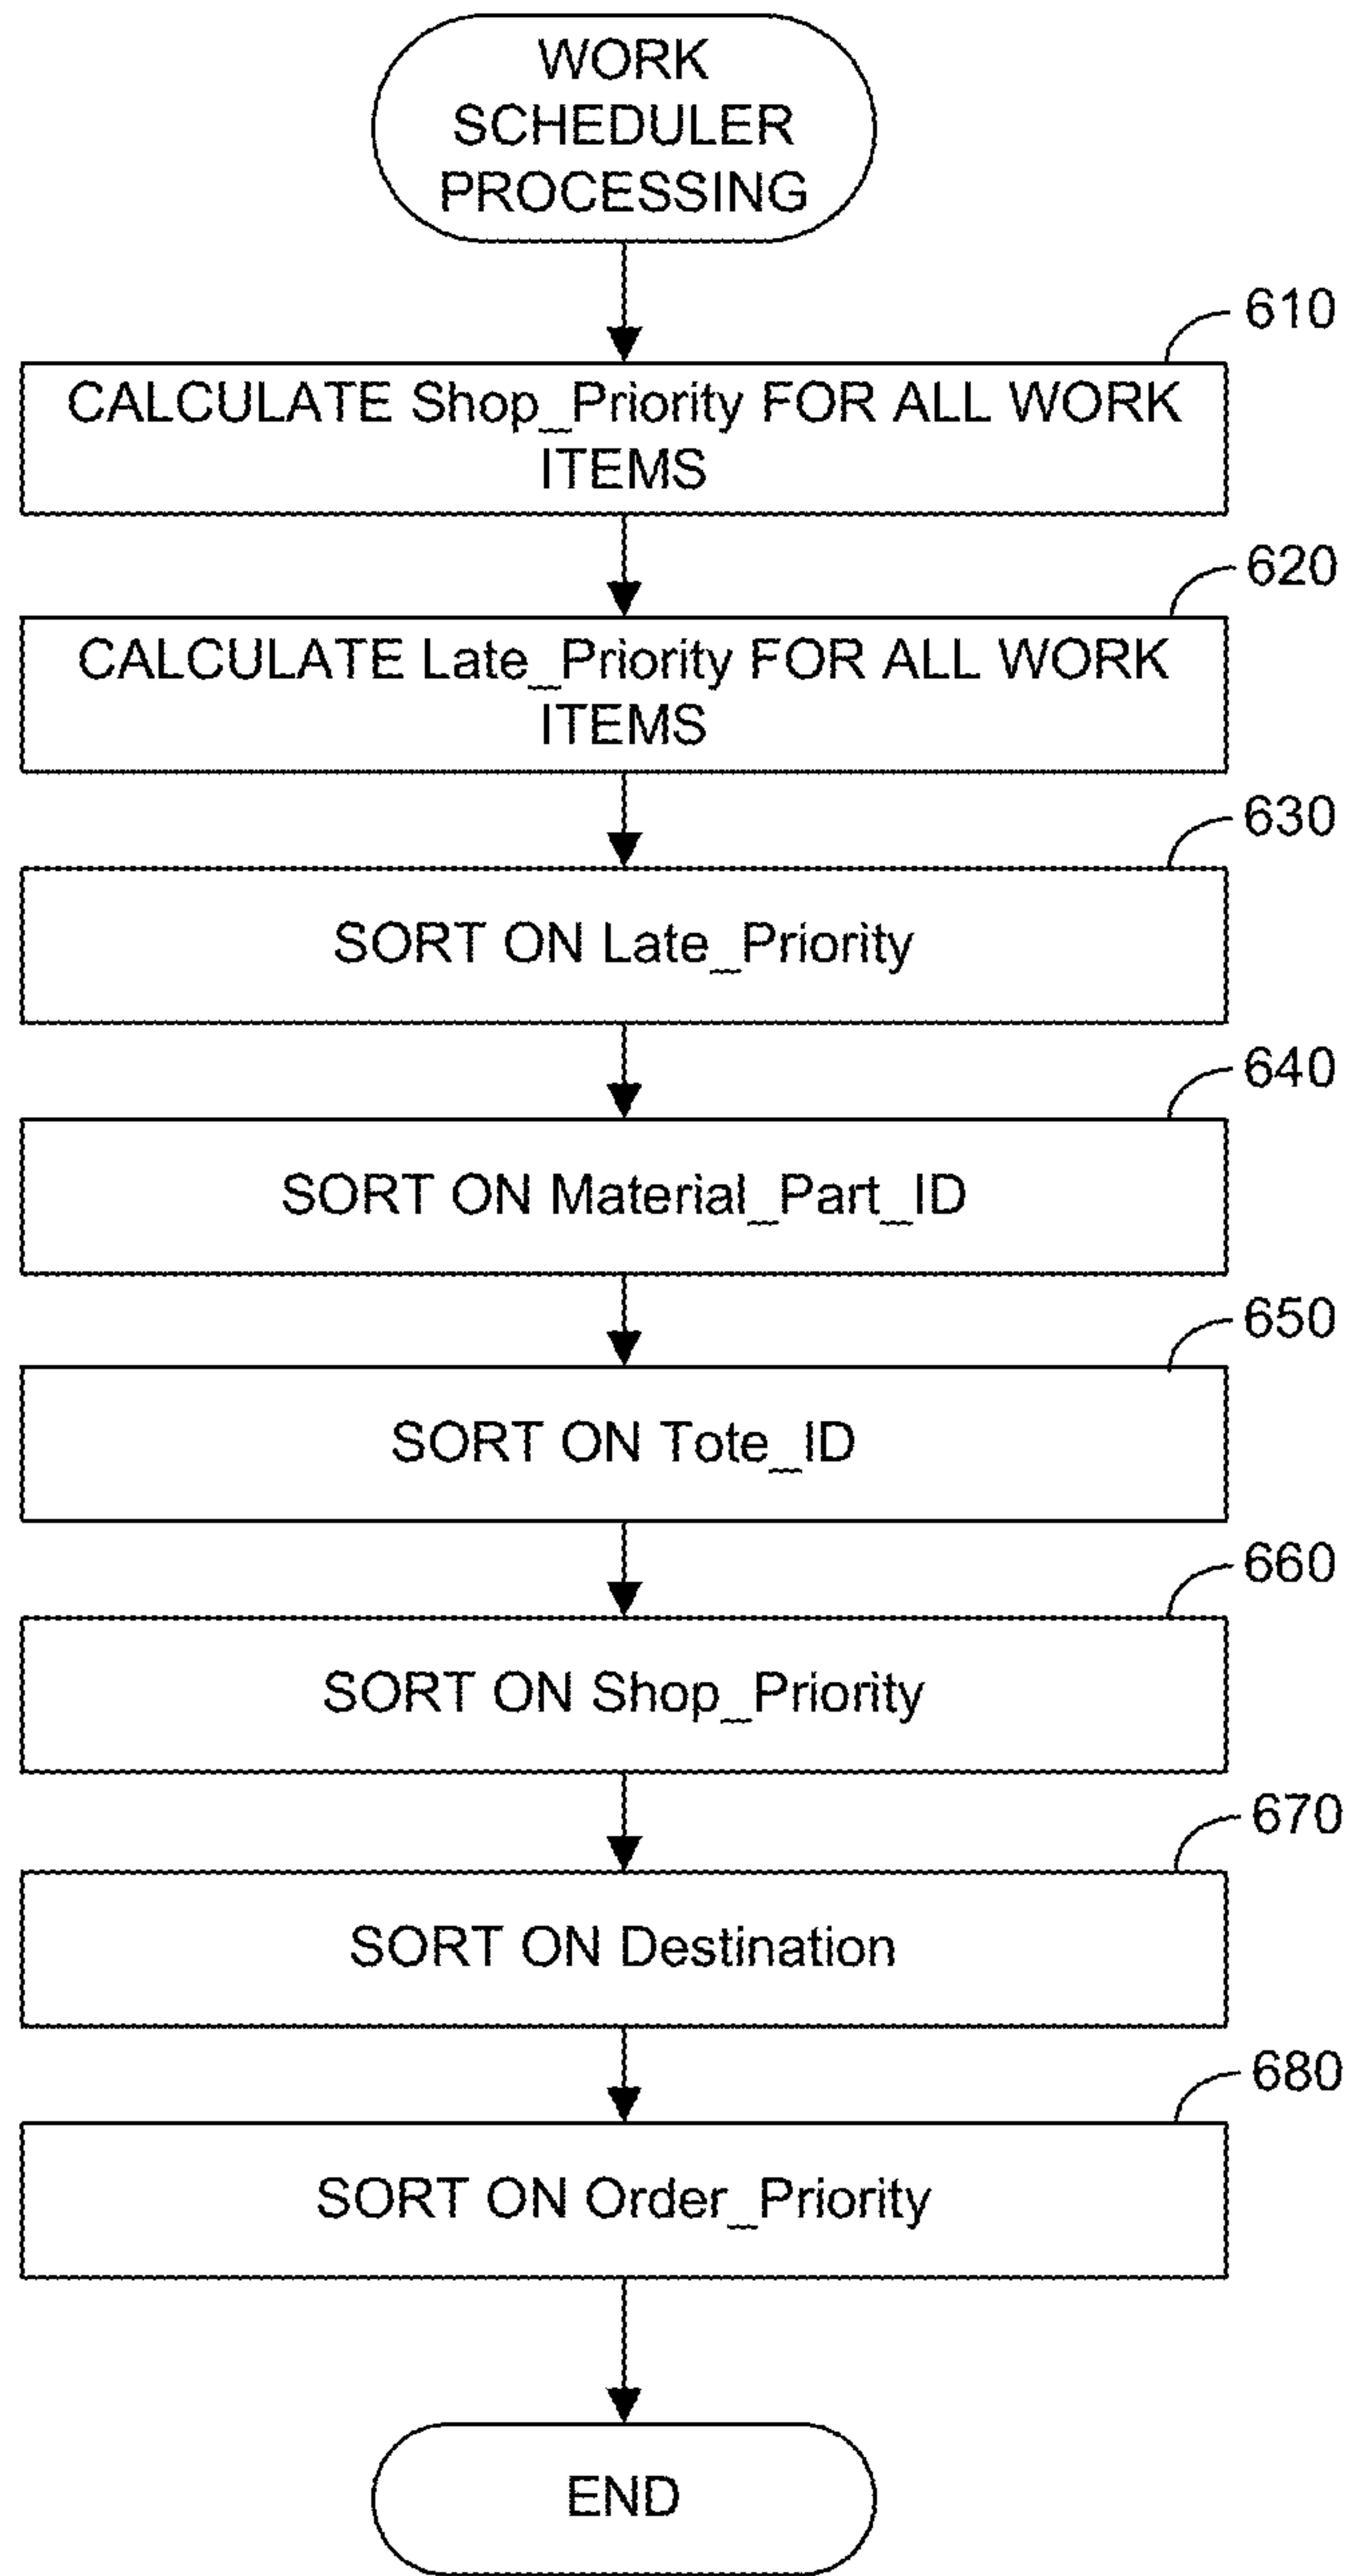 WORK
SCHEDULER
PROCESSING
610
CALCULATE Shop_Priority FOR ALL WORK
ITEMS
620
CALCULATE Late_Priority FOR ALL WORK
ITEMS
630
SORT ON Late_Priority
640
SORT ON Material_Part_ID
650
SORT ON Tote_ID
660
SORT ON Shop_Priority
670
SORT ON Destination
680
SORT ON Order_Priority
END